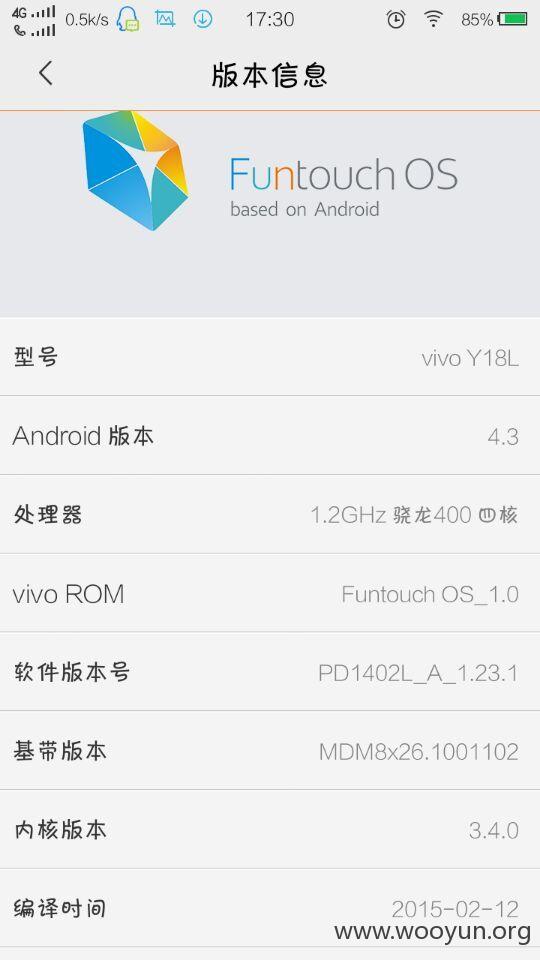 4G 0.5k/s 17:30 85%
版本信息
Funtouch OS
based on Android
型号 vivo Y18L
Android 版本 4.3
处理器 1.2GHz 骁龙400 四核
vivo ROM Funtouch OS_1.0
软件版本号 PD1402L_A_1.23.1
基带版本 MDM8x26.1001102
内核版本 3.4.0
编译时间 2015-02-12
www.wooyun.org